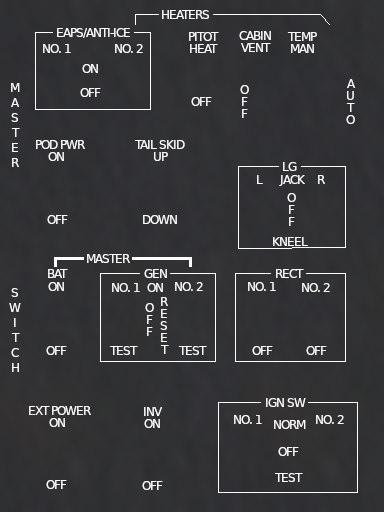 HEATERS
EAPS/ANTI-ICE
NO. 1 NO. 2
ON
OFF
PITOT
HEAT
OFF
CABIN
VENT
OFF
TEMP
MAN
AUTO
MASTER
POD PWR
ON
OFF
TAIL SKID
UP
DOWN
LG
L JACK R
OFF
KNEEL
MASTER
BAT
ON
OFF
GEN
NO. 1 ON NO. 2
OFF RESET
TEST TEST
RECT
NO. 1 NO. 2
OFF OFF
SWITCH
EXT POWER
ON
OFF
INV
ON
OFF
IGN SW
NO. 1 NORM NO. 2
OFF
TEST